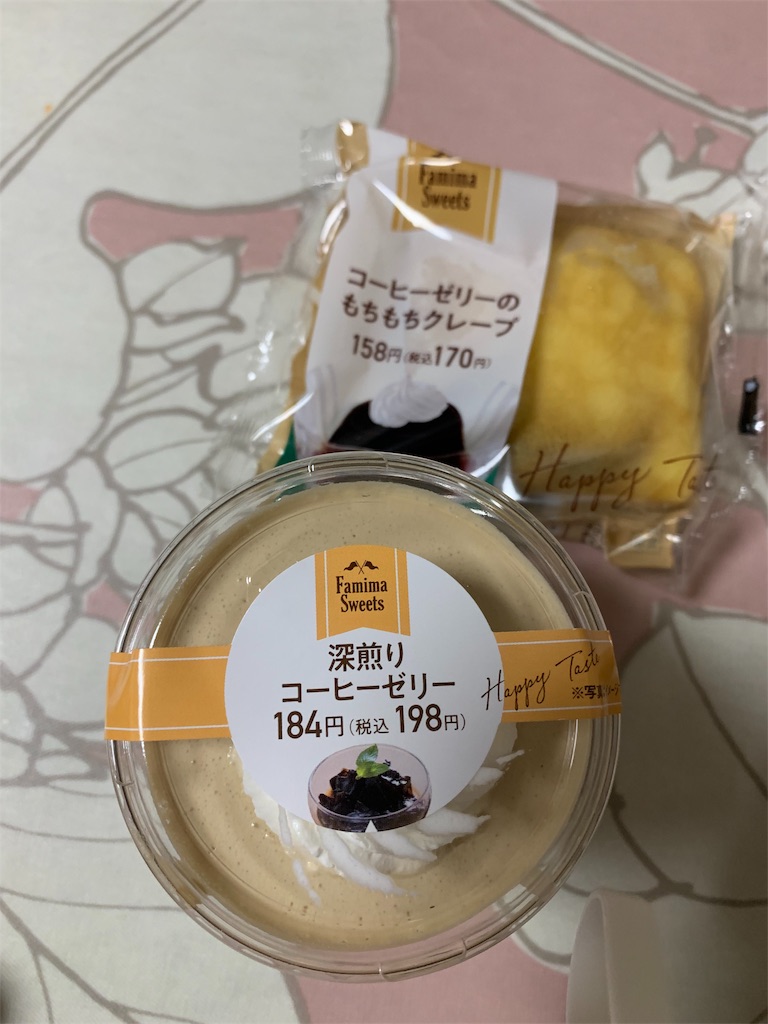 Famima
Sweets
コーヒーゼリーの
もちもちクレープ
158円(税込170円)
Happy Tas
Famima
Sweets
深煎り
コーヒーゼリー
184円(税込 198円)
Happy Taste
※写真